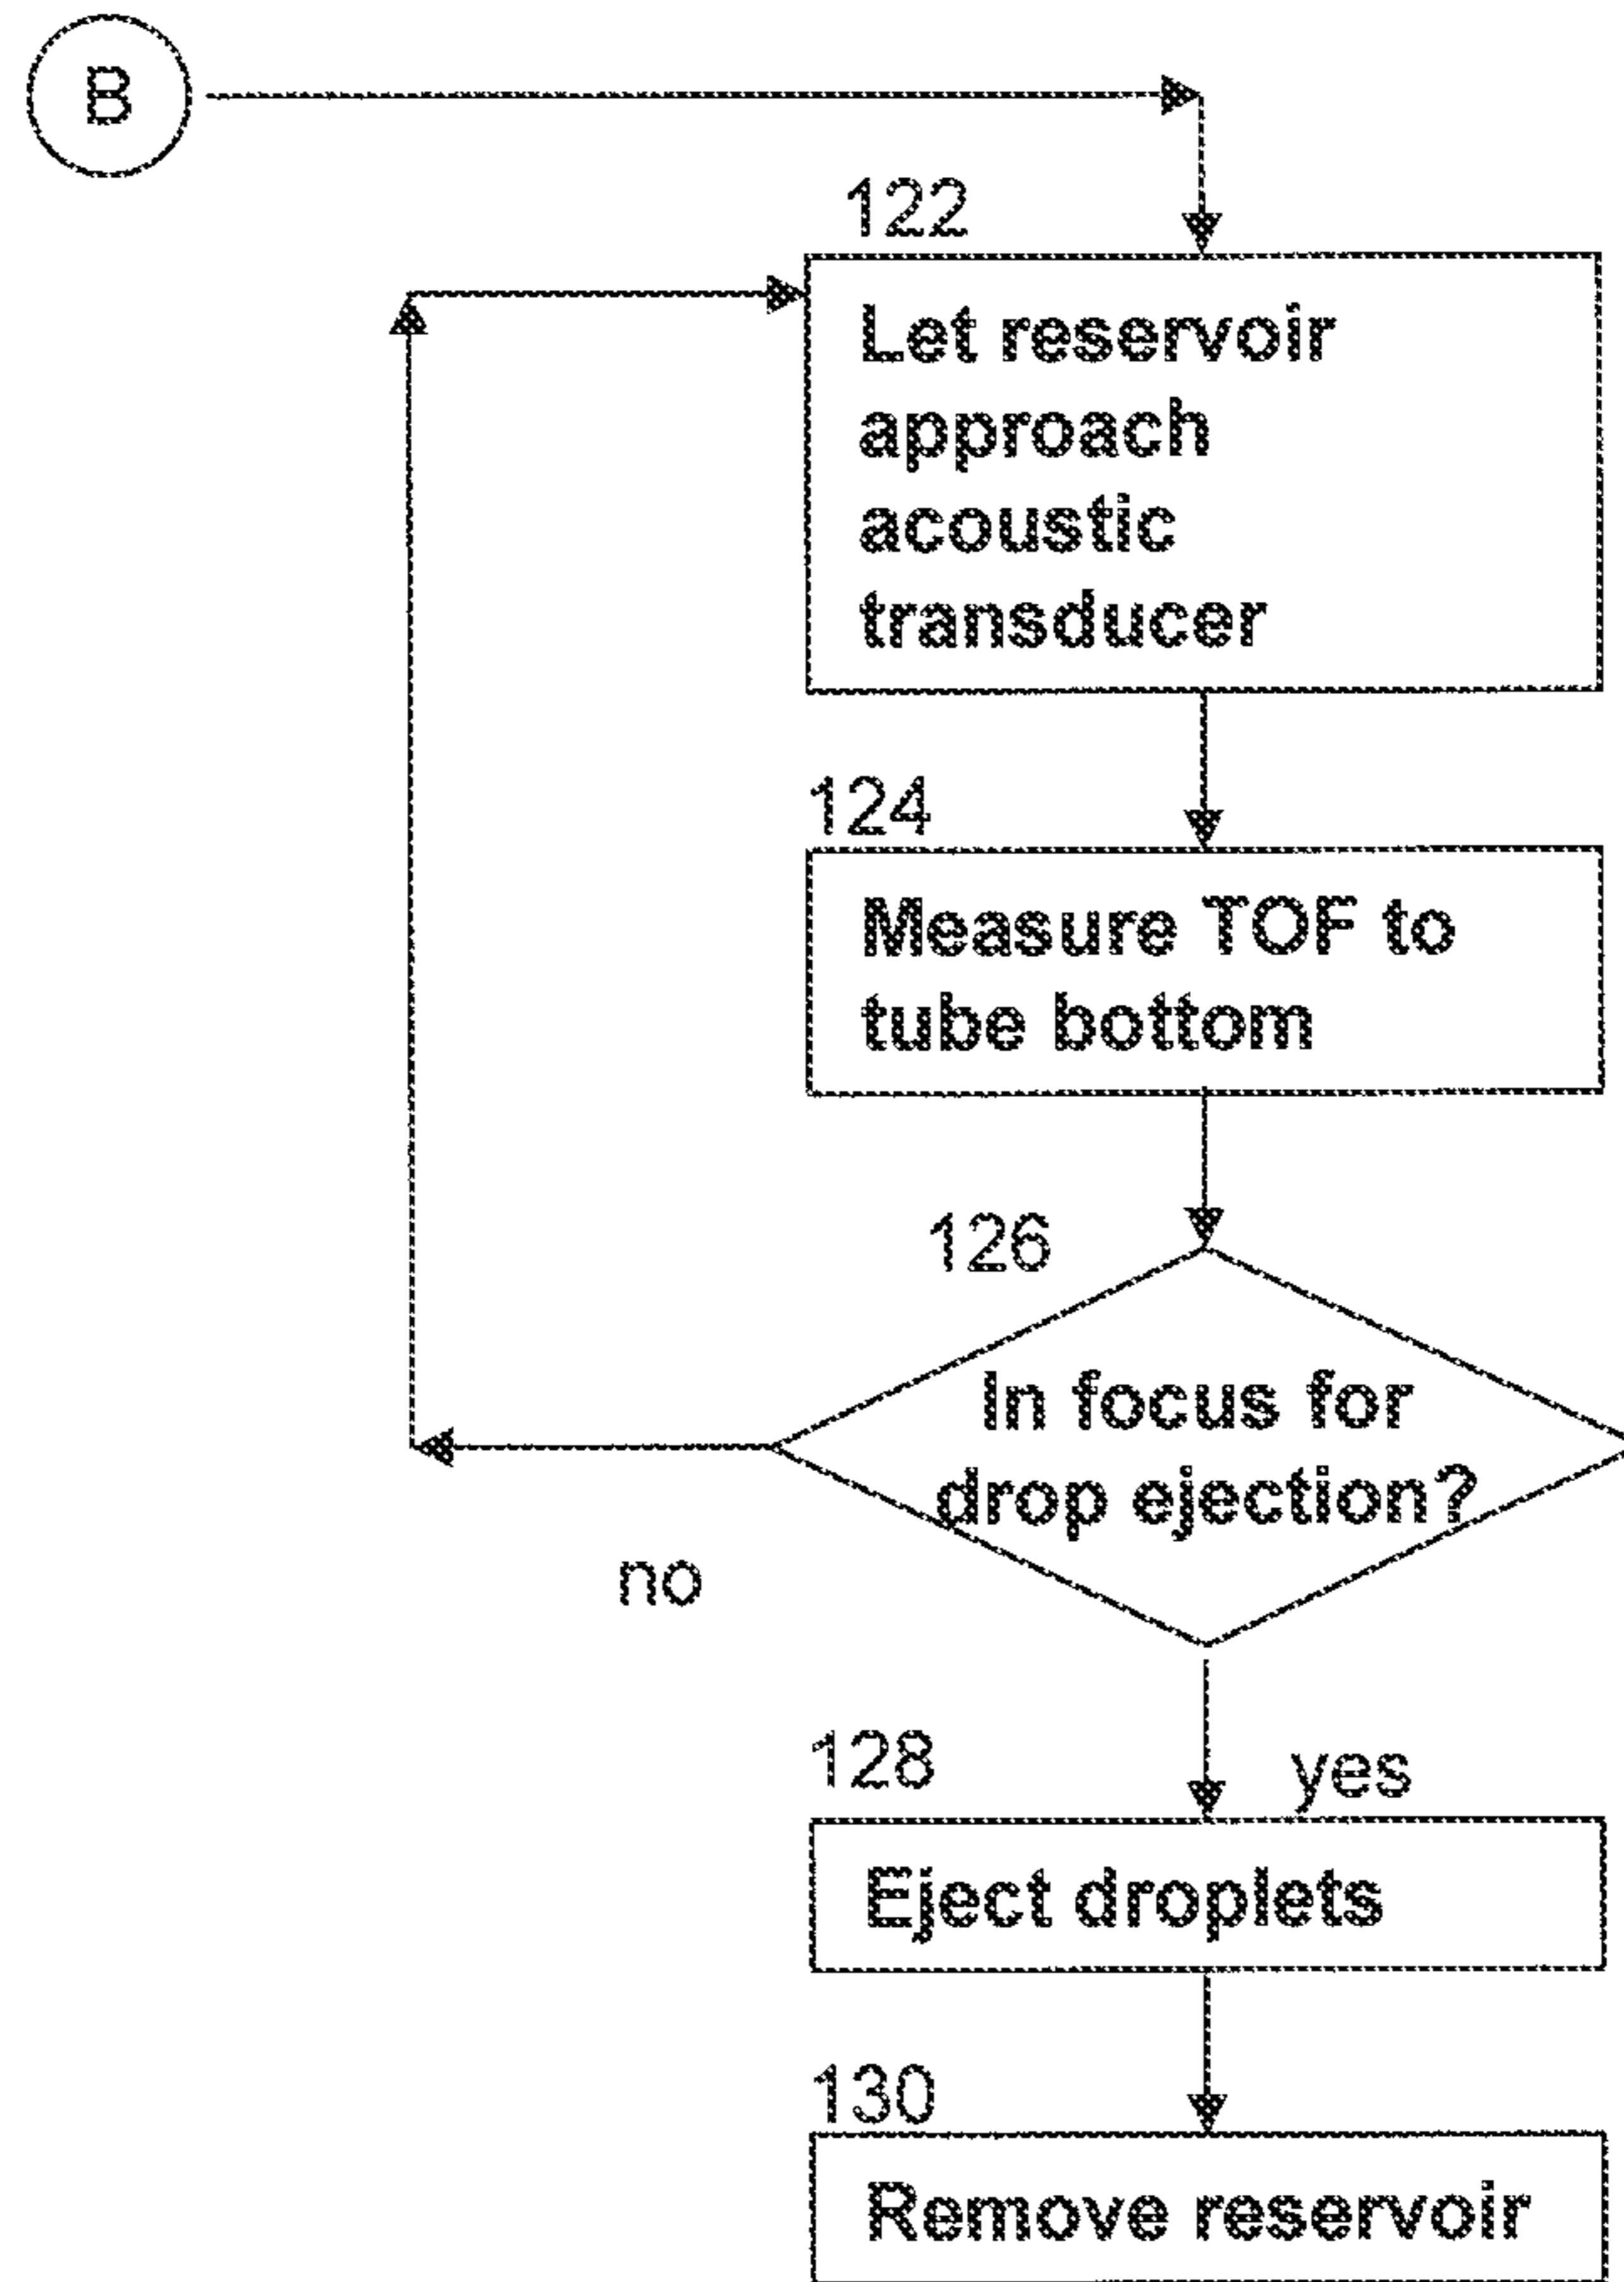 B
122
Let reservoir
approach
acoustic
transducer
124
Measure TOF to
tube bottom
126
In focus for
drop ejection?
no
128
yes
Eject droplets
130
Remove reservoir